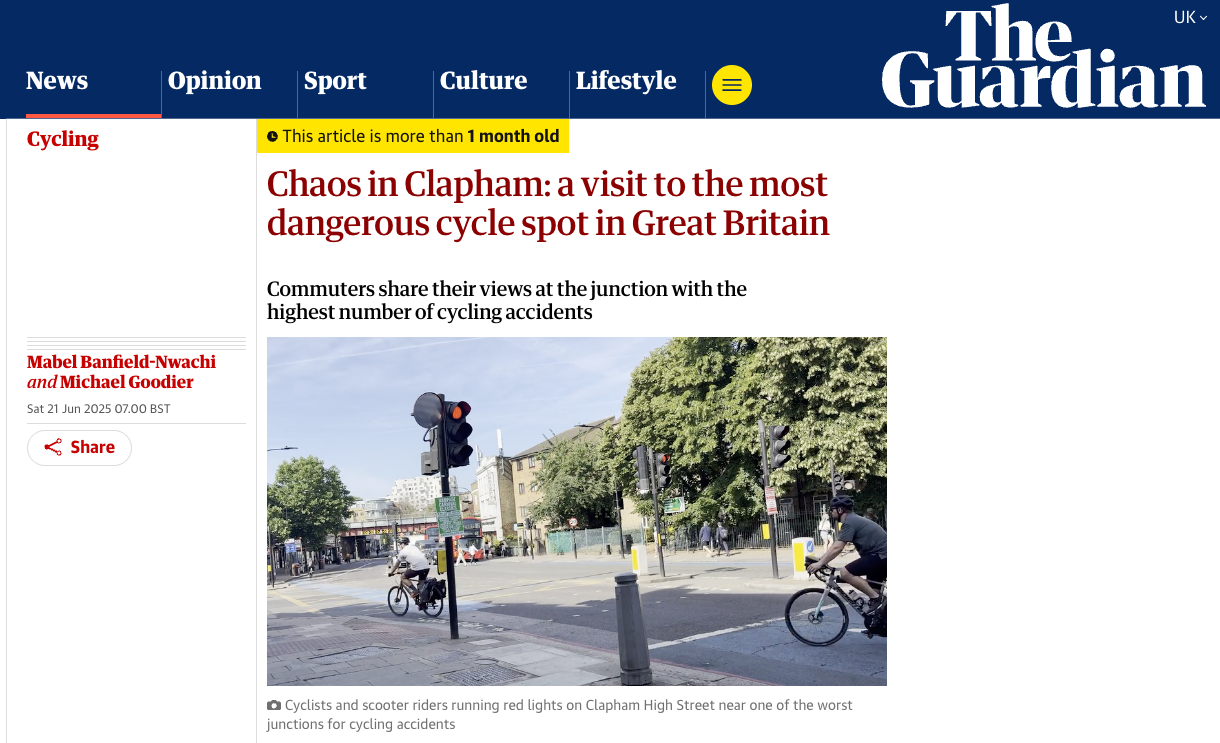 UK
The
Guardian
News
Opinion
Sport
Culture
Lifestyle
Cycling
This article is more than 1 month old
Chaos in Clapham: a visit to the most
dangerous cycle spot in Great Britain
Commuters share their views at the junction with the
highest number of cycling accidents
Mabel Banfield-Nwachi
and Michael Goodier
Sat 21 Jun 2025 07.00 BST
Share
Cyclists and scooter riders running red lights on Clapham High Street near one of the worst
junctions for cycling accidents